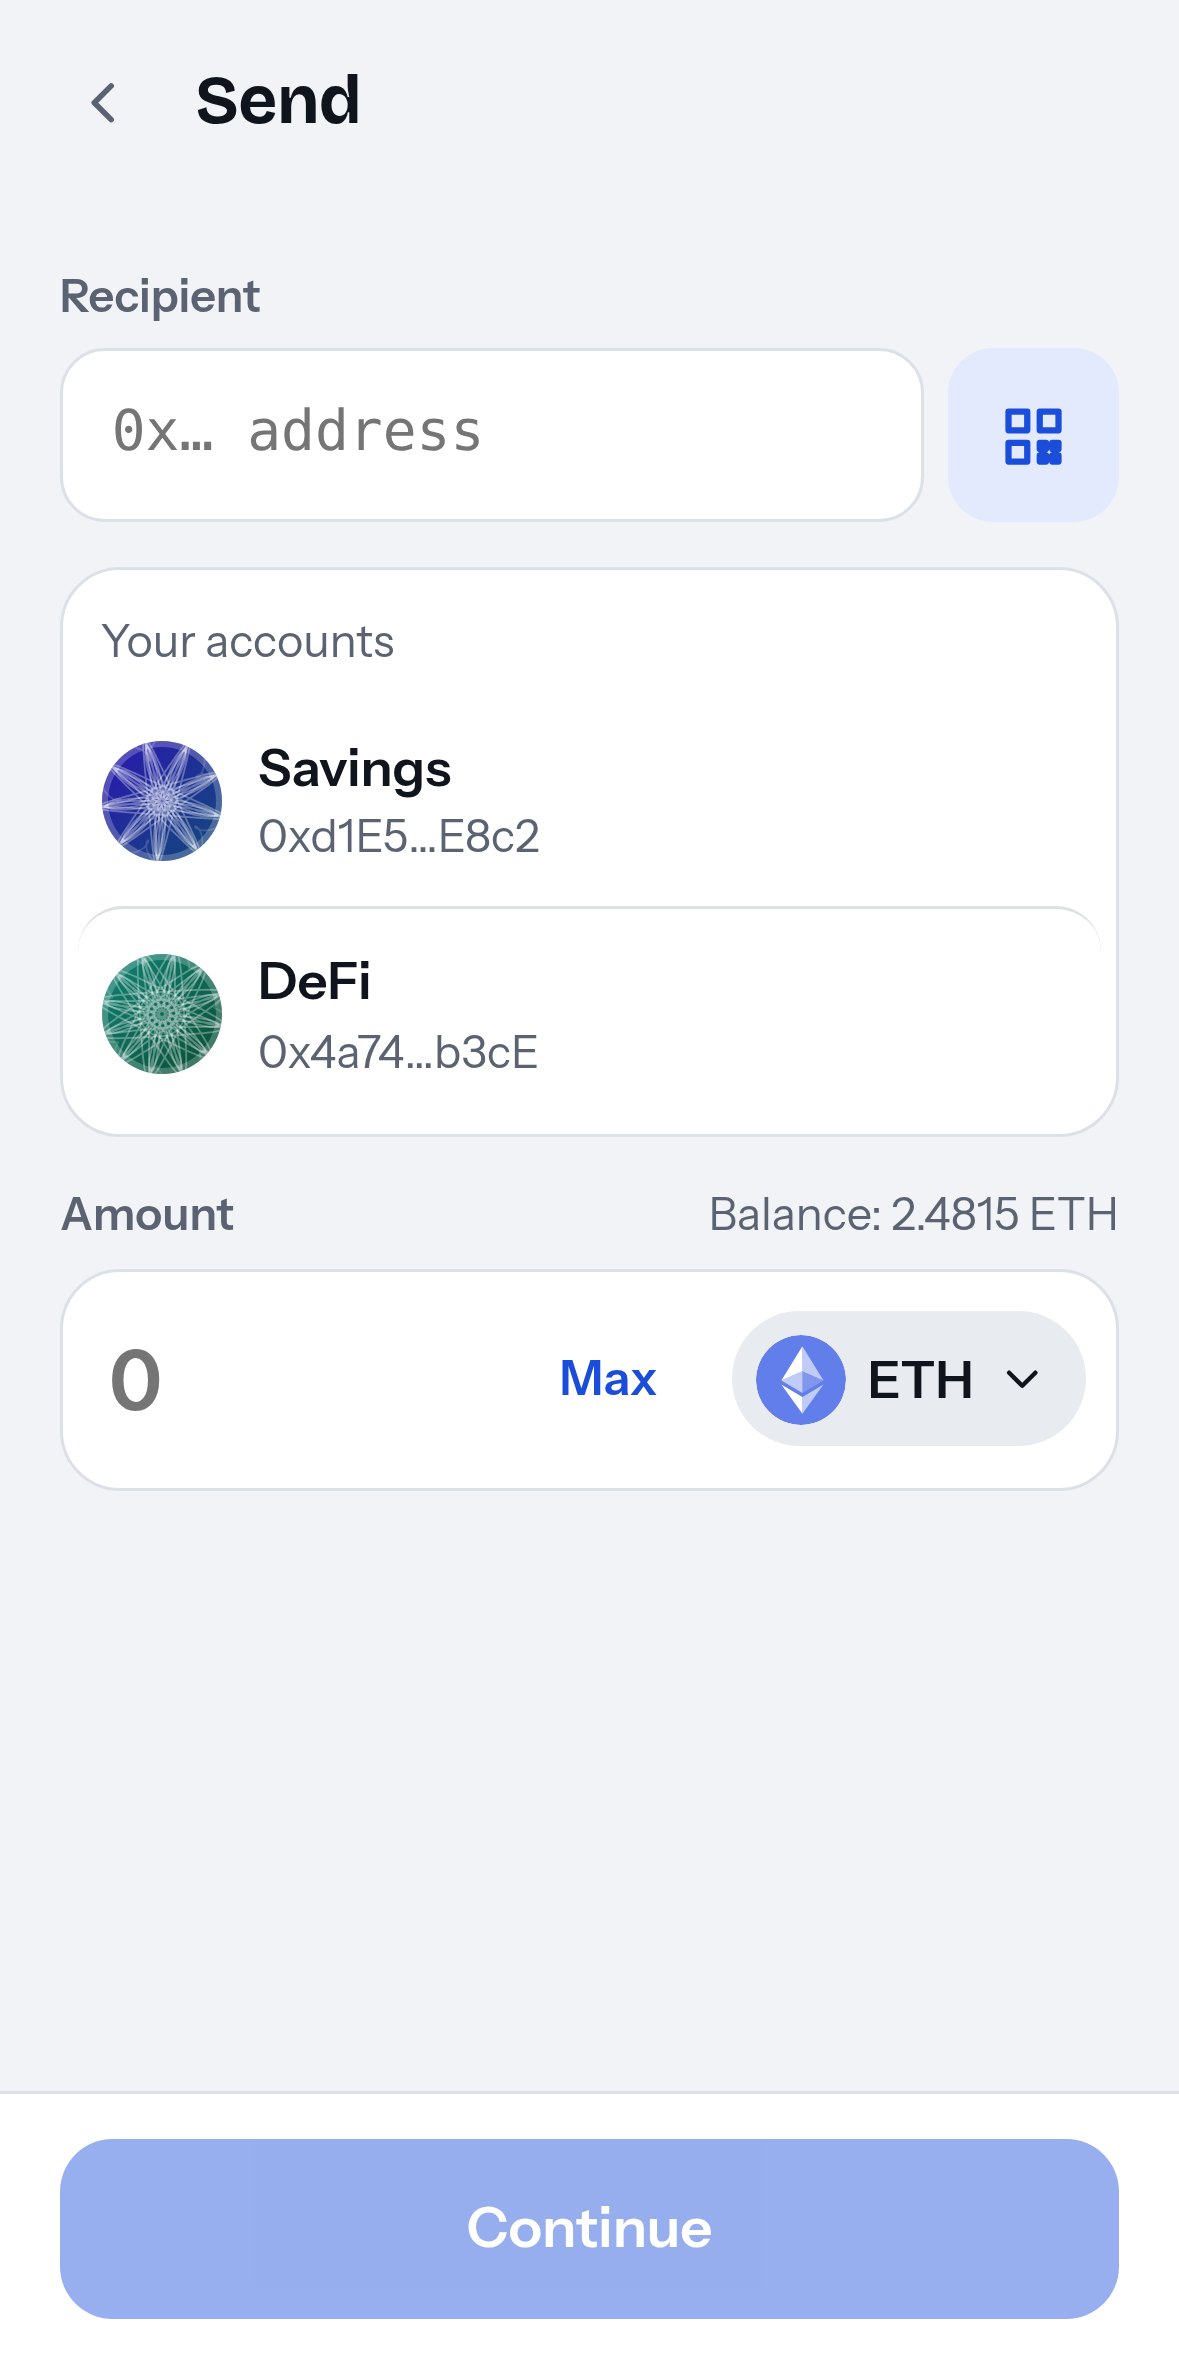 Send
Recipient
0x… address
Your accounts
Savings
0xd1E5...E8c2
DeFi
0x4a74...b3cE
Amount
Balance: 2.4815 ETH
0
Max
ETH
Continue